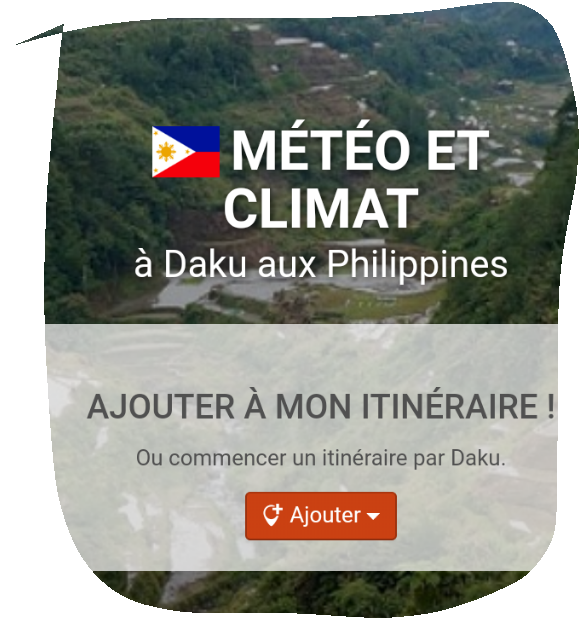 MÉTÉO ET
CLIMAT
à Daku aux Philippines
AJOUTER À MON ITINÉRAIRE !
Ou commencer un itinéraire par Daku.
Ajouter